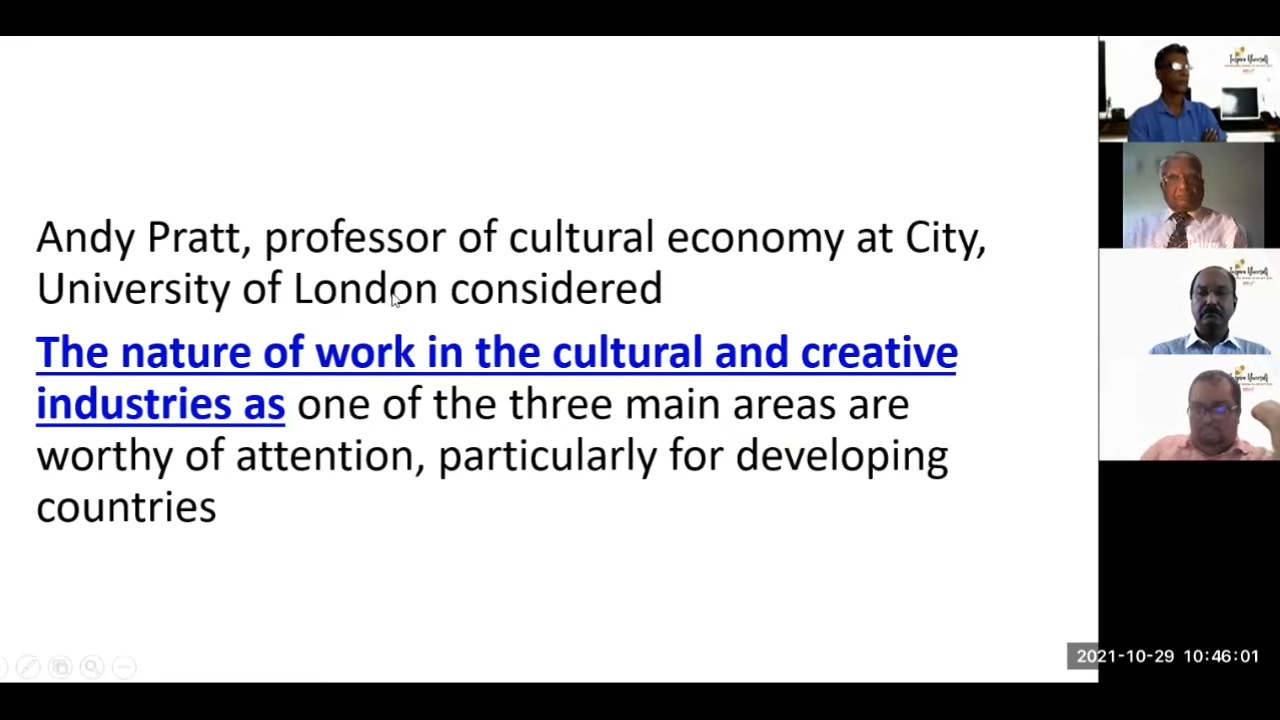 Andy Pratt, professor of cultural economy at City,
University of London considered
The nature of work in the cultural and creative
industries as one of the three main areas are
worthy of attention, particularly for developing
countries
2021-10-29 10:46:01